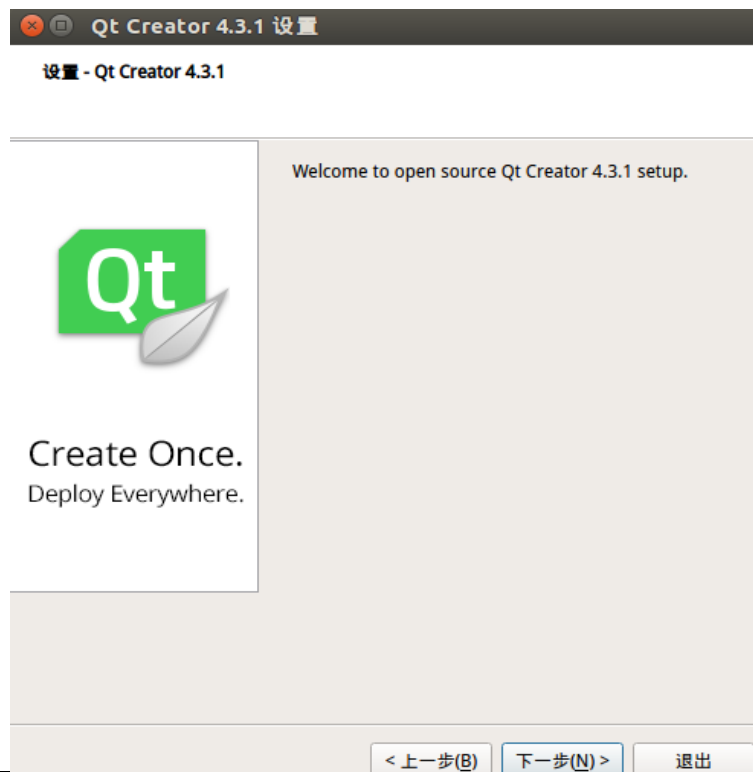 Qt Creator 4.3.1 设置
设置 - Qt Creator 4.3.1
Welcome to open source Qt Creator 4.3.1 setup.
Qt
Create Once.
Deploy Everywhere.
< 上一步(B)
下一步(N) >
退出